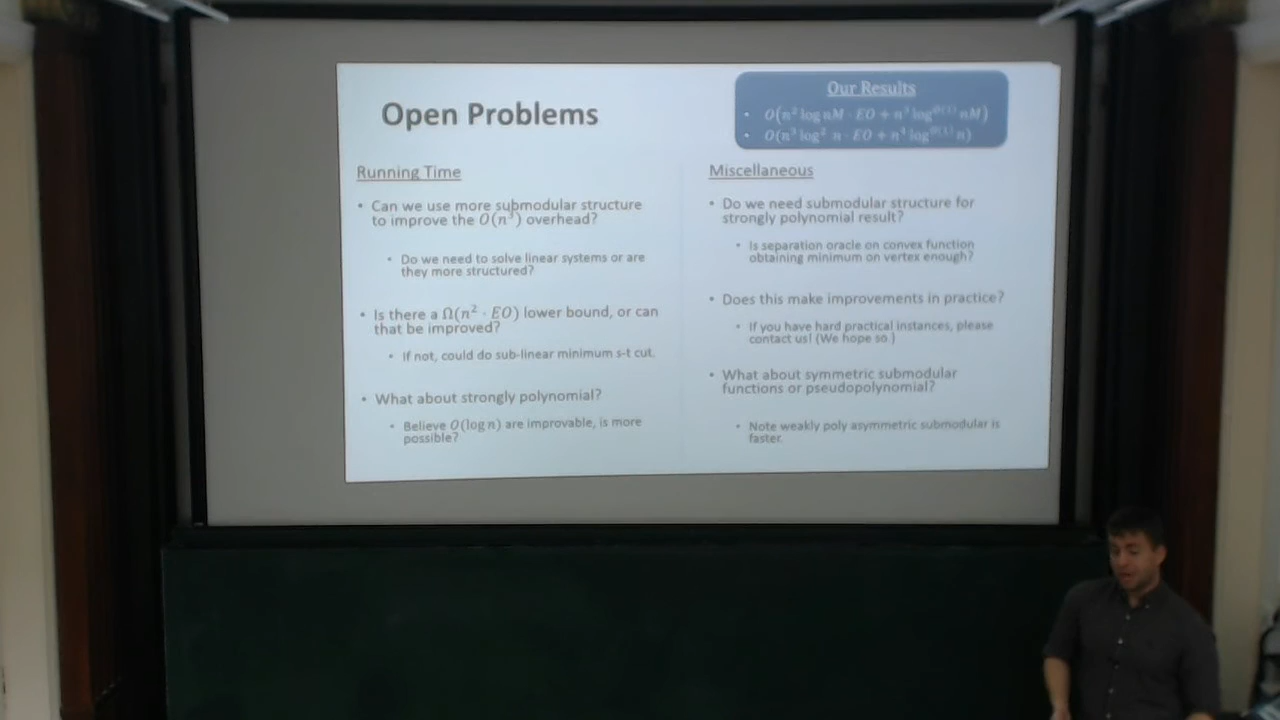 Open Problems
Our Results
• O(n² log nM · EO + n³ log^O(1) nM)
• O(n³ log² n · EO + n⁴ log^O(1) n)
Running Time
• Can we use more submodular structure
to improve the O(n³) overhead?
• Do we need to solve linear systems or are
they more structured?
• Is there a Ω(n² · EO) lower bound, or can
that be improved?
• If not, could do sub-linear minimum s-t cut.
• What about strongly polynomial?
• Believe O(log n) are improvable, is more
possible?
Miscellaneous
• Do we need submodular structure for
strongly polynomial result?
• Is separation oracle on convex function
obtaining minimum on vertex enough?
• Does this make improvements in practice?
• If you have hard practical instances, please
contact us! (We hope so )
• What about symmetric submodular
functions or pseudopolynomial?
• Note weakly poly asymmetric submodular is
faster.